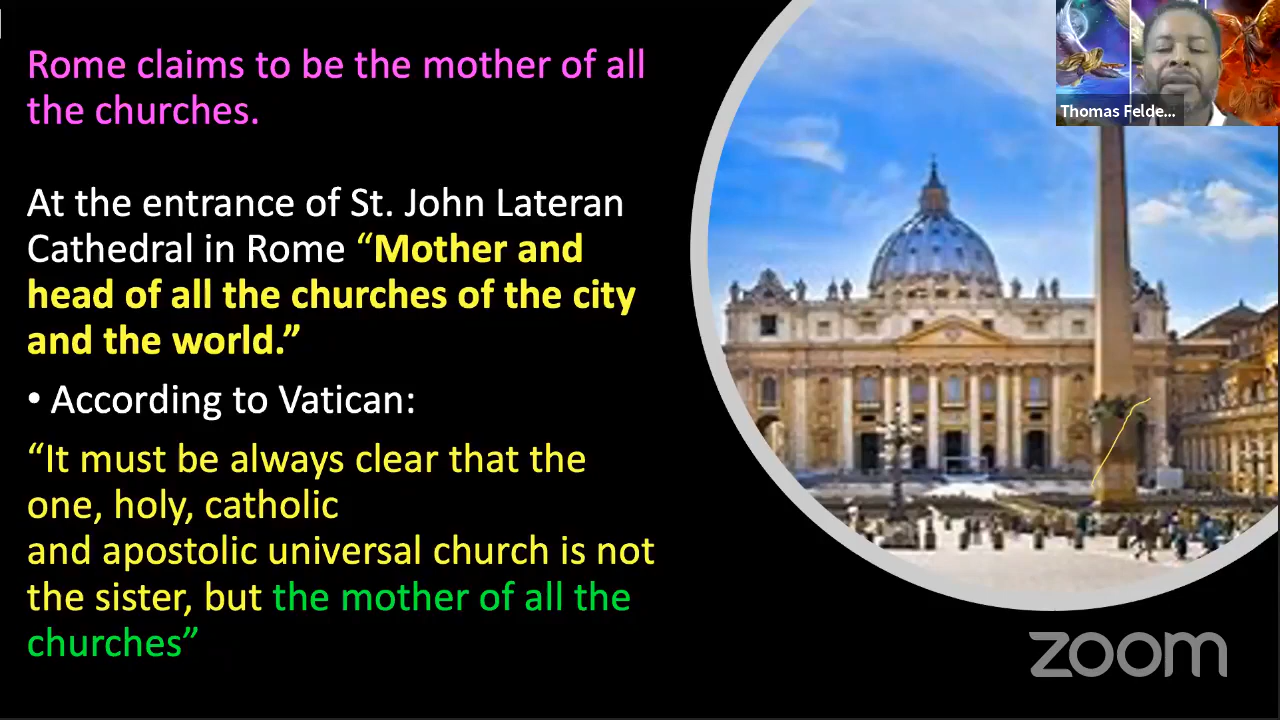 Rome claims to be the mother of all
the churches.
At the entrance of St. John Lateran
Cathedral in Rome “Mother and
head of all the churches of the city
and the world.”
• According to Vatican:
“It must be always clear that the
one, holy, catholic
and apostolic universal church is not
the sister, but the mother of all the
churches”
Thomas Felde...
zoom